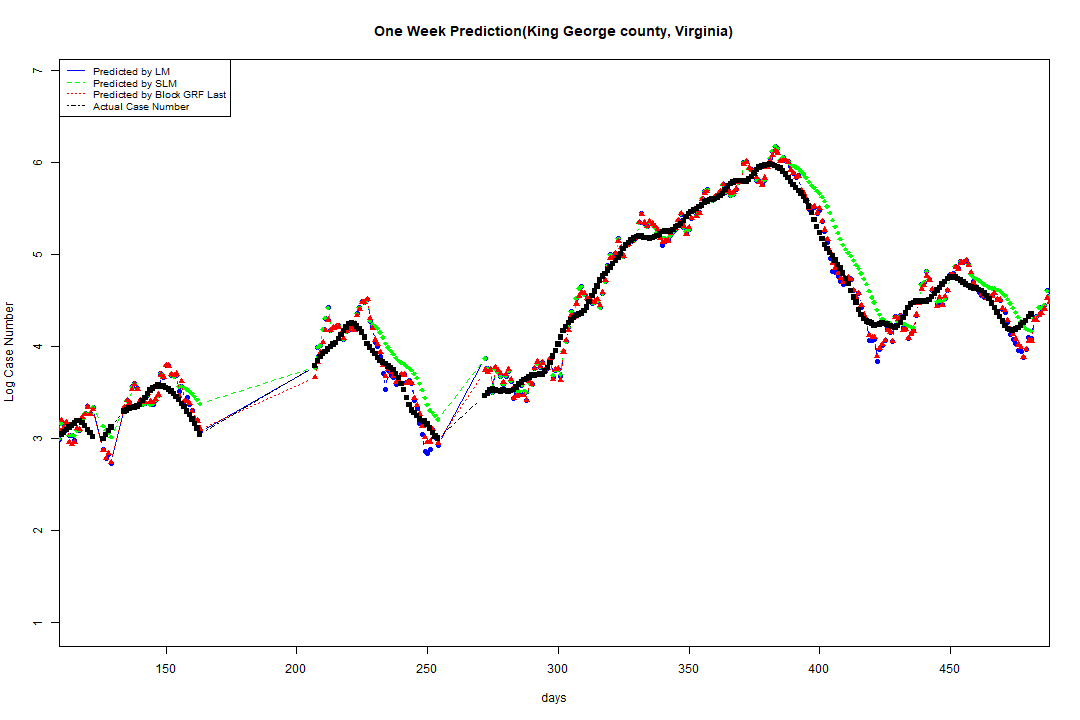 One Week Prediction(King George county, Virginia)
Predicted by LM
Predicted by SLM
Predicted by Block GRF Last
Actual Case Number
Log Case Number
7
6
5
4
3
2
1
150 200 250 300 350 400 450
days